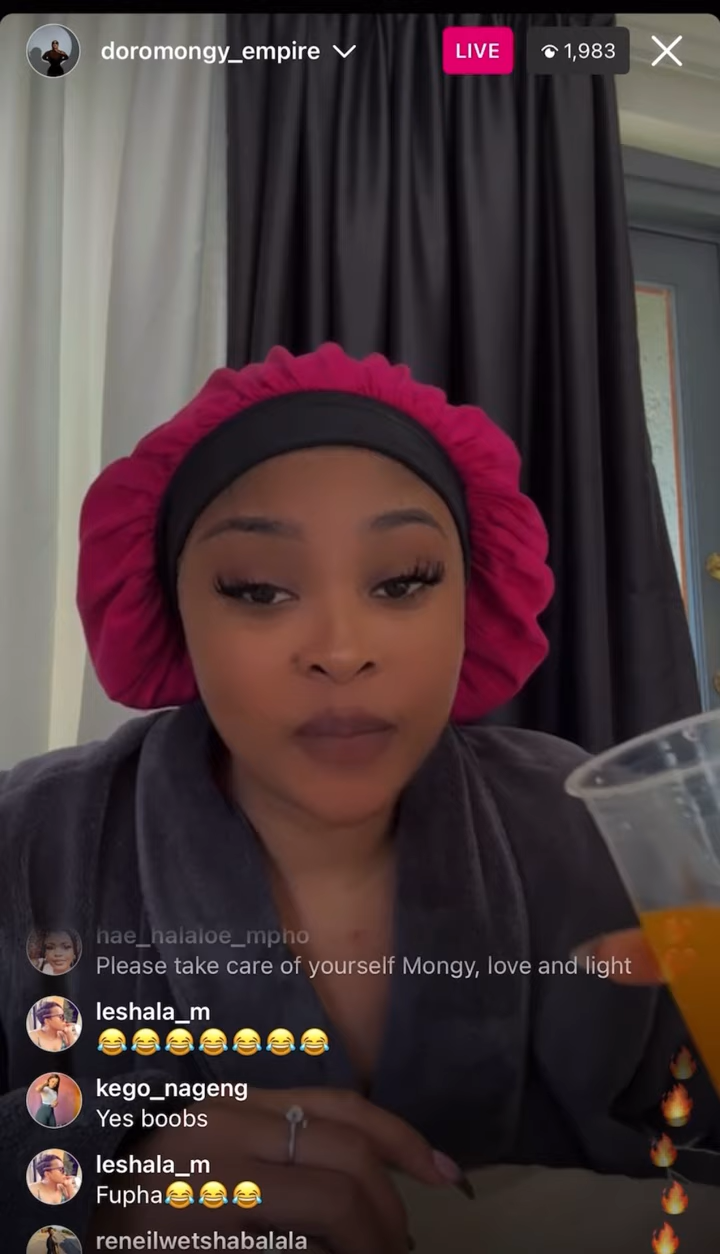 doromongy_empire
LIVE
1,983
hae_halaloe_mpho
Please take care of yourself Mongy, love and light
leshala_m
😂😂😂😂😂😂😂
kego_nageng
Yes boobs
leshala_m
Fupha😂😂😂
reneilwetshabalala